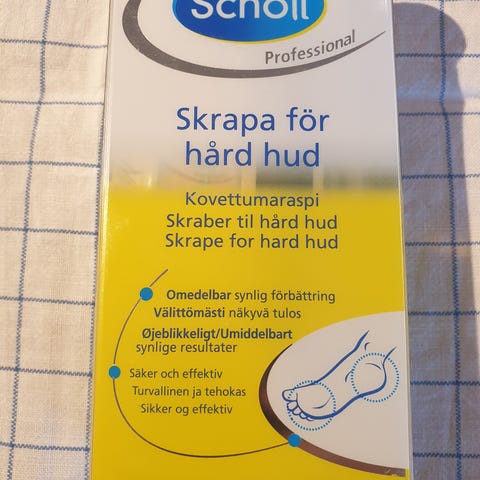 Scholl
Professional
Skrapa för
hård hud
Kovettumaraspi
Skraber til hård hud
Skrape for hard hud
Omedelbar synlig förbättring
Välittömästi näkyvä tulos
Øjeblikkeligt/Umiddelbart
synlige resultater
Säker och effektiv
Turvallinen ja tehokas
Sikker og effektiv